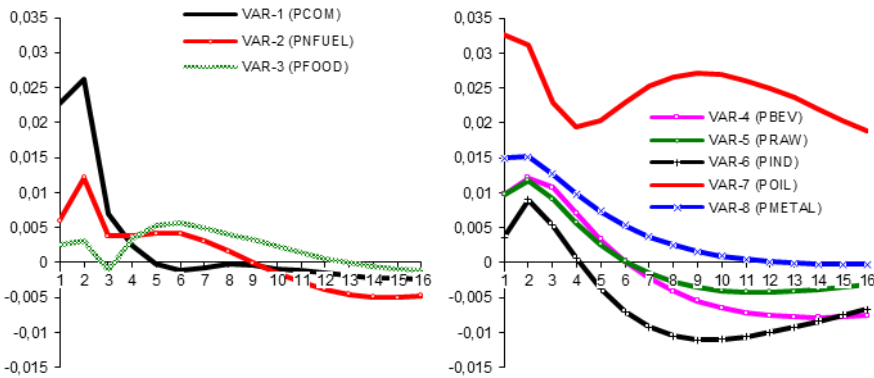 0,035
0,03
0,025
0,02
0,015
0,01
0,005
0
-0,005
-0,01
-0,015
1 2 3 4 5 6 7 8 9 10 11 12 13 14 15 16
VAR-1 (PCOM)
VAR-2 (PNFUEL)
VAR-3 (PFOOD)
0,035
0,03
0,025
0,02
0,015
0,01
0,005
0
-0,005
-0,01
-0,015
1 2 3 4 5 6 7 8 9 10 11 12 13 14 15 16
VAR-4 (PBEV)
VAR-5 (PRAW)
VAR-6 (PIND)
VAR-7 (POIL)
VAR-8 (PMETAL)